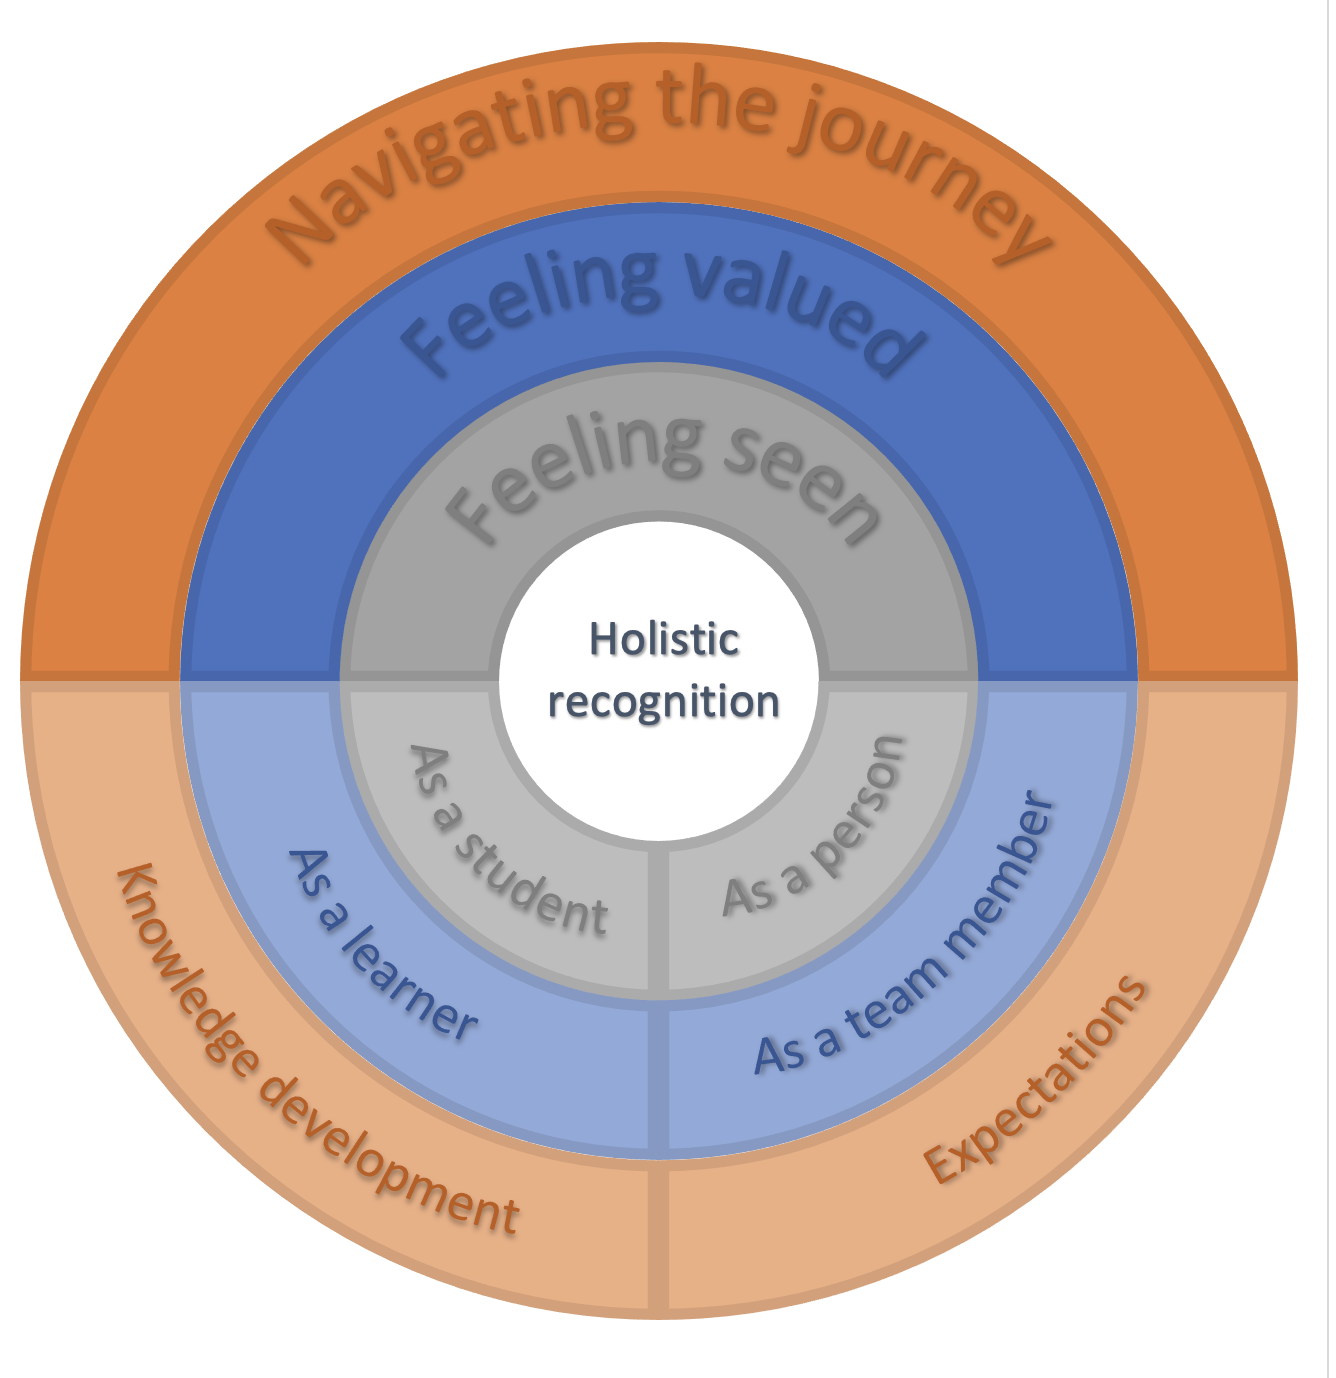 Navigating the journey
Feeling valued
Feeling seen
Holistic
recognition
As a student
As a person
As a learner
As a team member
Knowledge development
Expectations